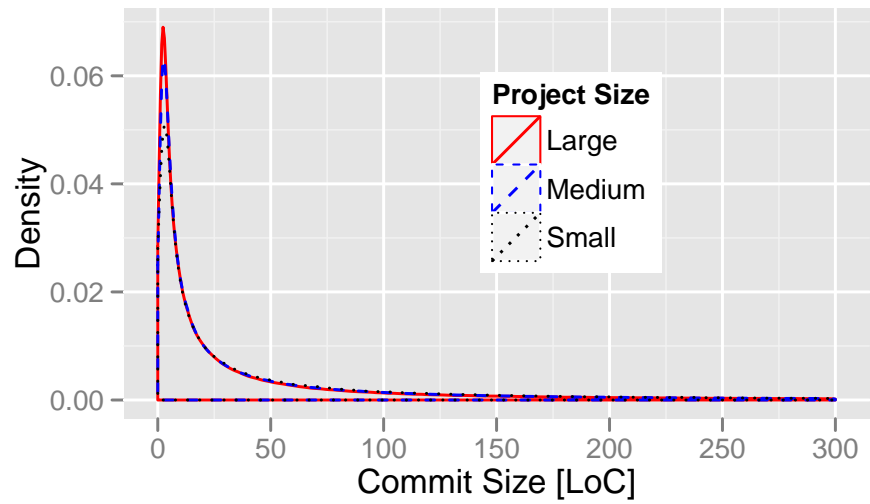 Density
0.06
0.04
0.02
0.00
Project Size
Large
Medium
Small
0 50 100 150 200 250 300
Commit Size [LoC]